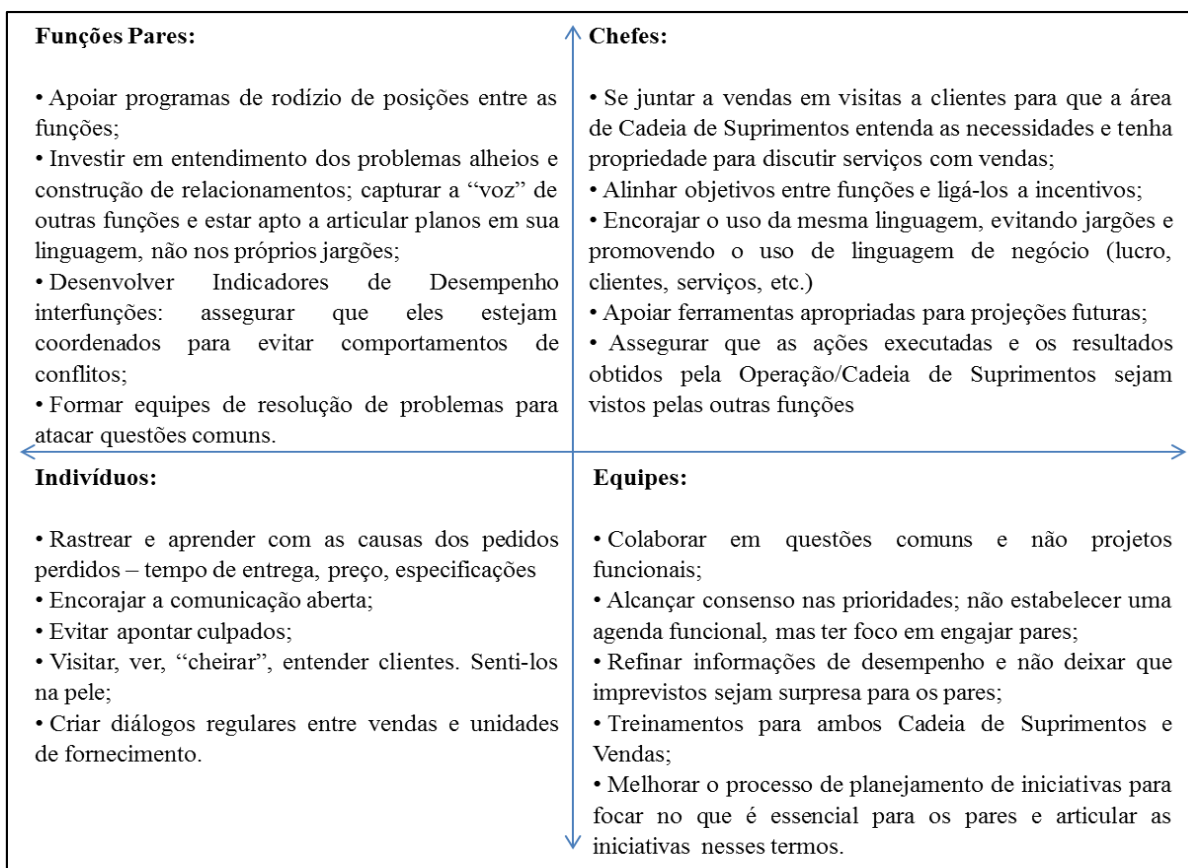 Funções Pares:
• Apoiar programas de rodízio de posições entre as
funções;
• Investir em entendimento dos problemas alheios e
construção de relacionamentos; capturar a “voz” de
outras funções e estar apto a articular planos em sua
linguagem, não nos próprios jargões;
• Desenvolver Indicadores de Desempenho
interfunções: assegurar que eles estejam
coordenados para evitar comportamentos de
conflitos;
• Formar equipes de resolução de problemas para
atacar questões comuns.
Chefes:
• Se juntar a vendas em visitas a clientes para que a área
de Cadeia de Suprimentos entenda as necessidades e tenha
propriedade para discutir serviços com vendas;
• Alinhar objetivos entre funções e ligá-los a incentivos;
• Encorajar o uso da mesma linguagem, evitando jargões e
promovendo o uso de linguagem de negócio (lucro,
clientes, serviços, etc.)
• Apoiar ferramentas apropriadas para projeções futuras;
• Assegurar que as ações executadas e os resultados
obtidos pela Operação/Cadeia de Suprimentos sejam
vistos pelas outras funções
Indivíduos:
• Rastrear e aprender com as causas dos pedidos
perdidos – tempo de entrega, preço, especificações
• Encorajar a comunicação aberta;
• Evitar apontar culpados;
• Visitar, ver, “cheirar”, entender clientes. Senti-los
na pele;
• Criar diálogos regulares entre vendas e unidades
de fornecimento.
Equipes:
• Colaborar em questões comuns e não projetos
funcionais;
• Alcançar consenso nas prioridades; não estabelecer uma
agenda funcional, mas ter foco em engajar pares;
• Refinar informações de desempenho e não deixar que
imprevistos sejam surpresa para os pares;
• Treinamentos para ambos Cadeia de Suprimentos e
Vendas;
• Melhorar o processo de planejamento de iniciativas para
focar no que é essencial para os pares e articular as
iniciativas nesses termos.